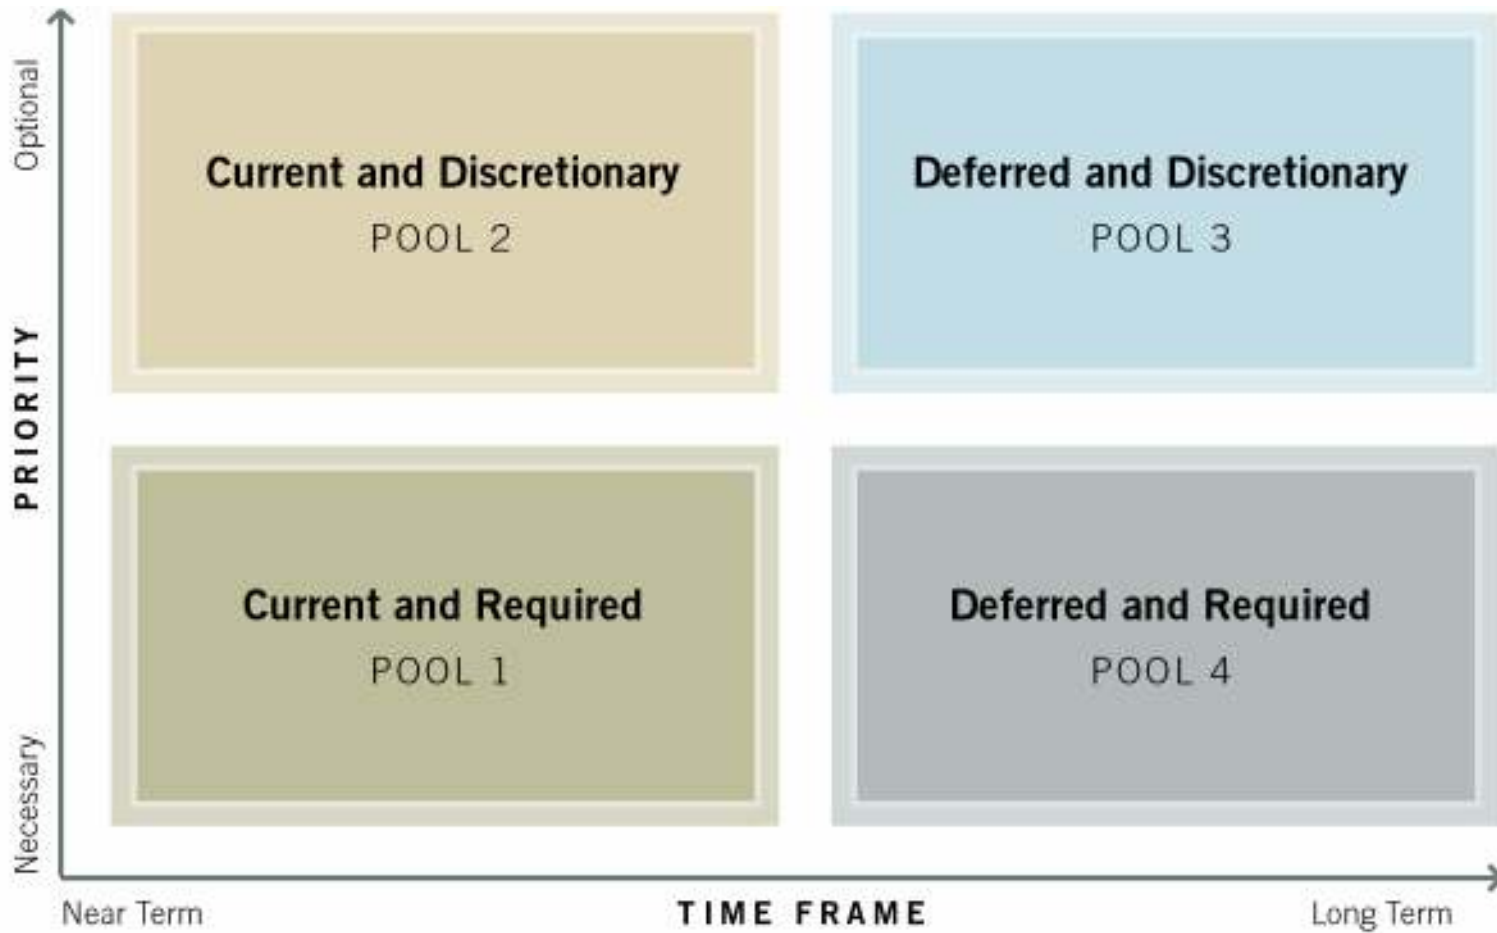 Optional
Current and Discretionary
POOL 2
Deferred and Discretionary
POOL 3
PRIORITY
Current and Required
POOL 1
Deferred and Required
POOL 4
Necessary
Near Term
TIME FRAME
Long Term